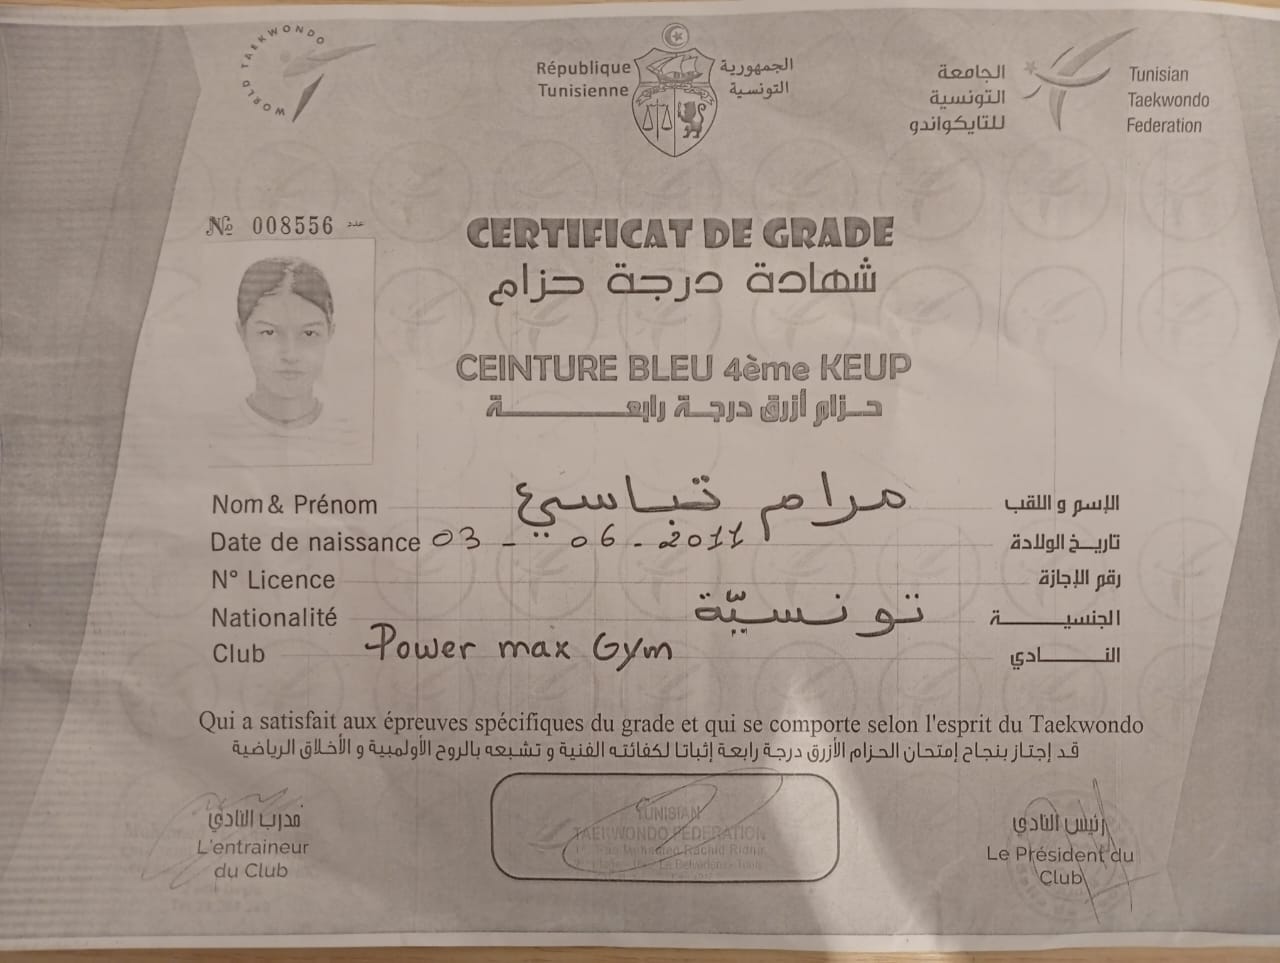 WORLD TAEKWONDO
République
Tunisienne
الجمهورية
التونسية
الجامعة
التونسية
للتايكواندو
Tunisian
Taekwondo
Federation
№ 008556 عدد
CERTIFICAT DE GRADE
شهادة درجة حزام
CEINTURE BLEU 4ème KEUP
حزام أزرق درجة رابعة
Nom & Prénom مرام تباسي الإسم و اللقب
Date de naissance 03 - 06 - 2011 تاريخ الولادة
N° Licence رقم الإجازة
Nationalité تونسيّة الجنسية
Club Power max Gym النادي
Qui a satisfait aux épreuves spécifiques du grade et qui se comporte selon l'esprit du Taekwondo
قد إجتاز بنجاح إمتحان الحزام الأزرق درجة رابعة إثباتا لكفائته الفنية و تشبعه بالروح الأولمبية و الأخلاق الرياضية
مدرب النادي
L'entraineur
du Club
TUNISIAN
TAEKWONDO FEDERATION
رئيس النادي
Le Président du
Club